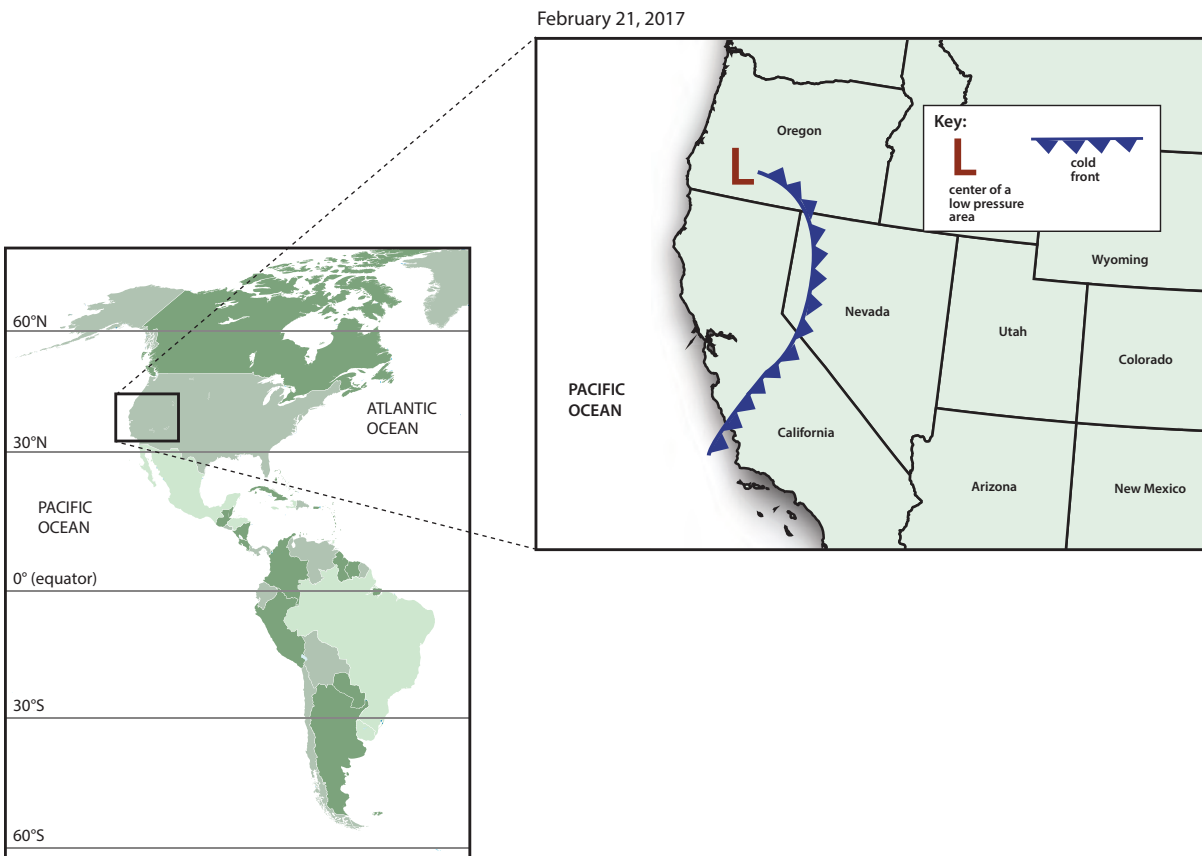 February 21, 2017
Oregon
Key:
L
center of a
low pressure
area
cold
front
L
Wyoming
Nevada
Utah
Colorado
PACIFIC
OCEAN
California
Arizona
New Mexico
60°N
ATLANTIC
OCEAN
30°N
PACIFIC
OCEAN
0° (equator)
30°S
60°S